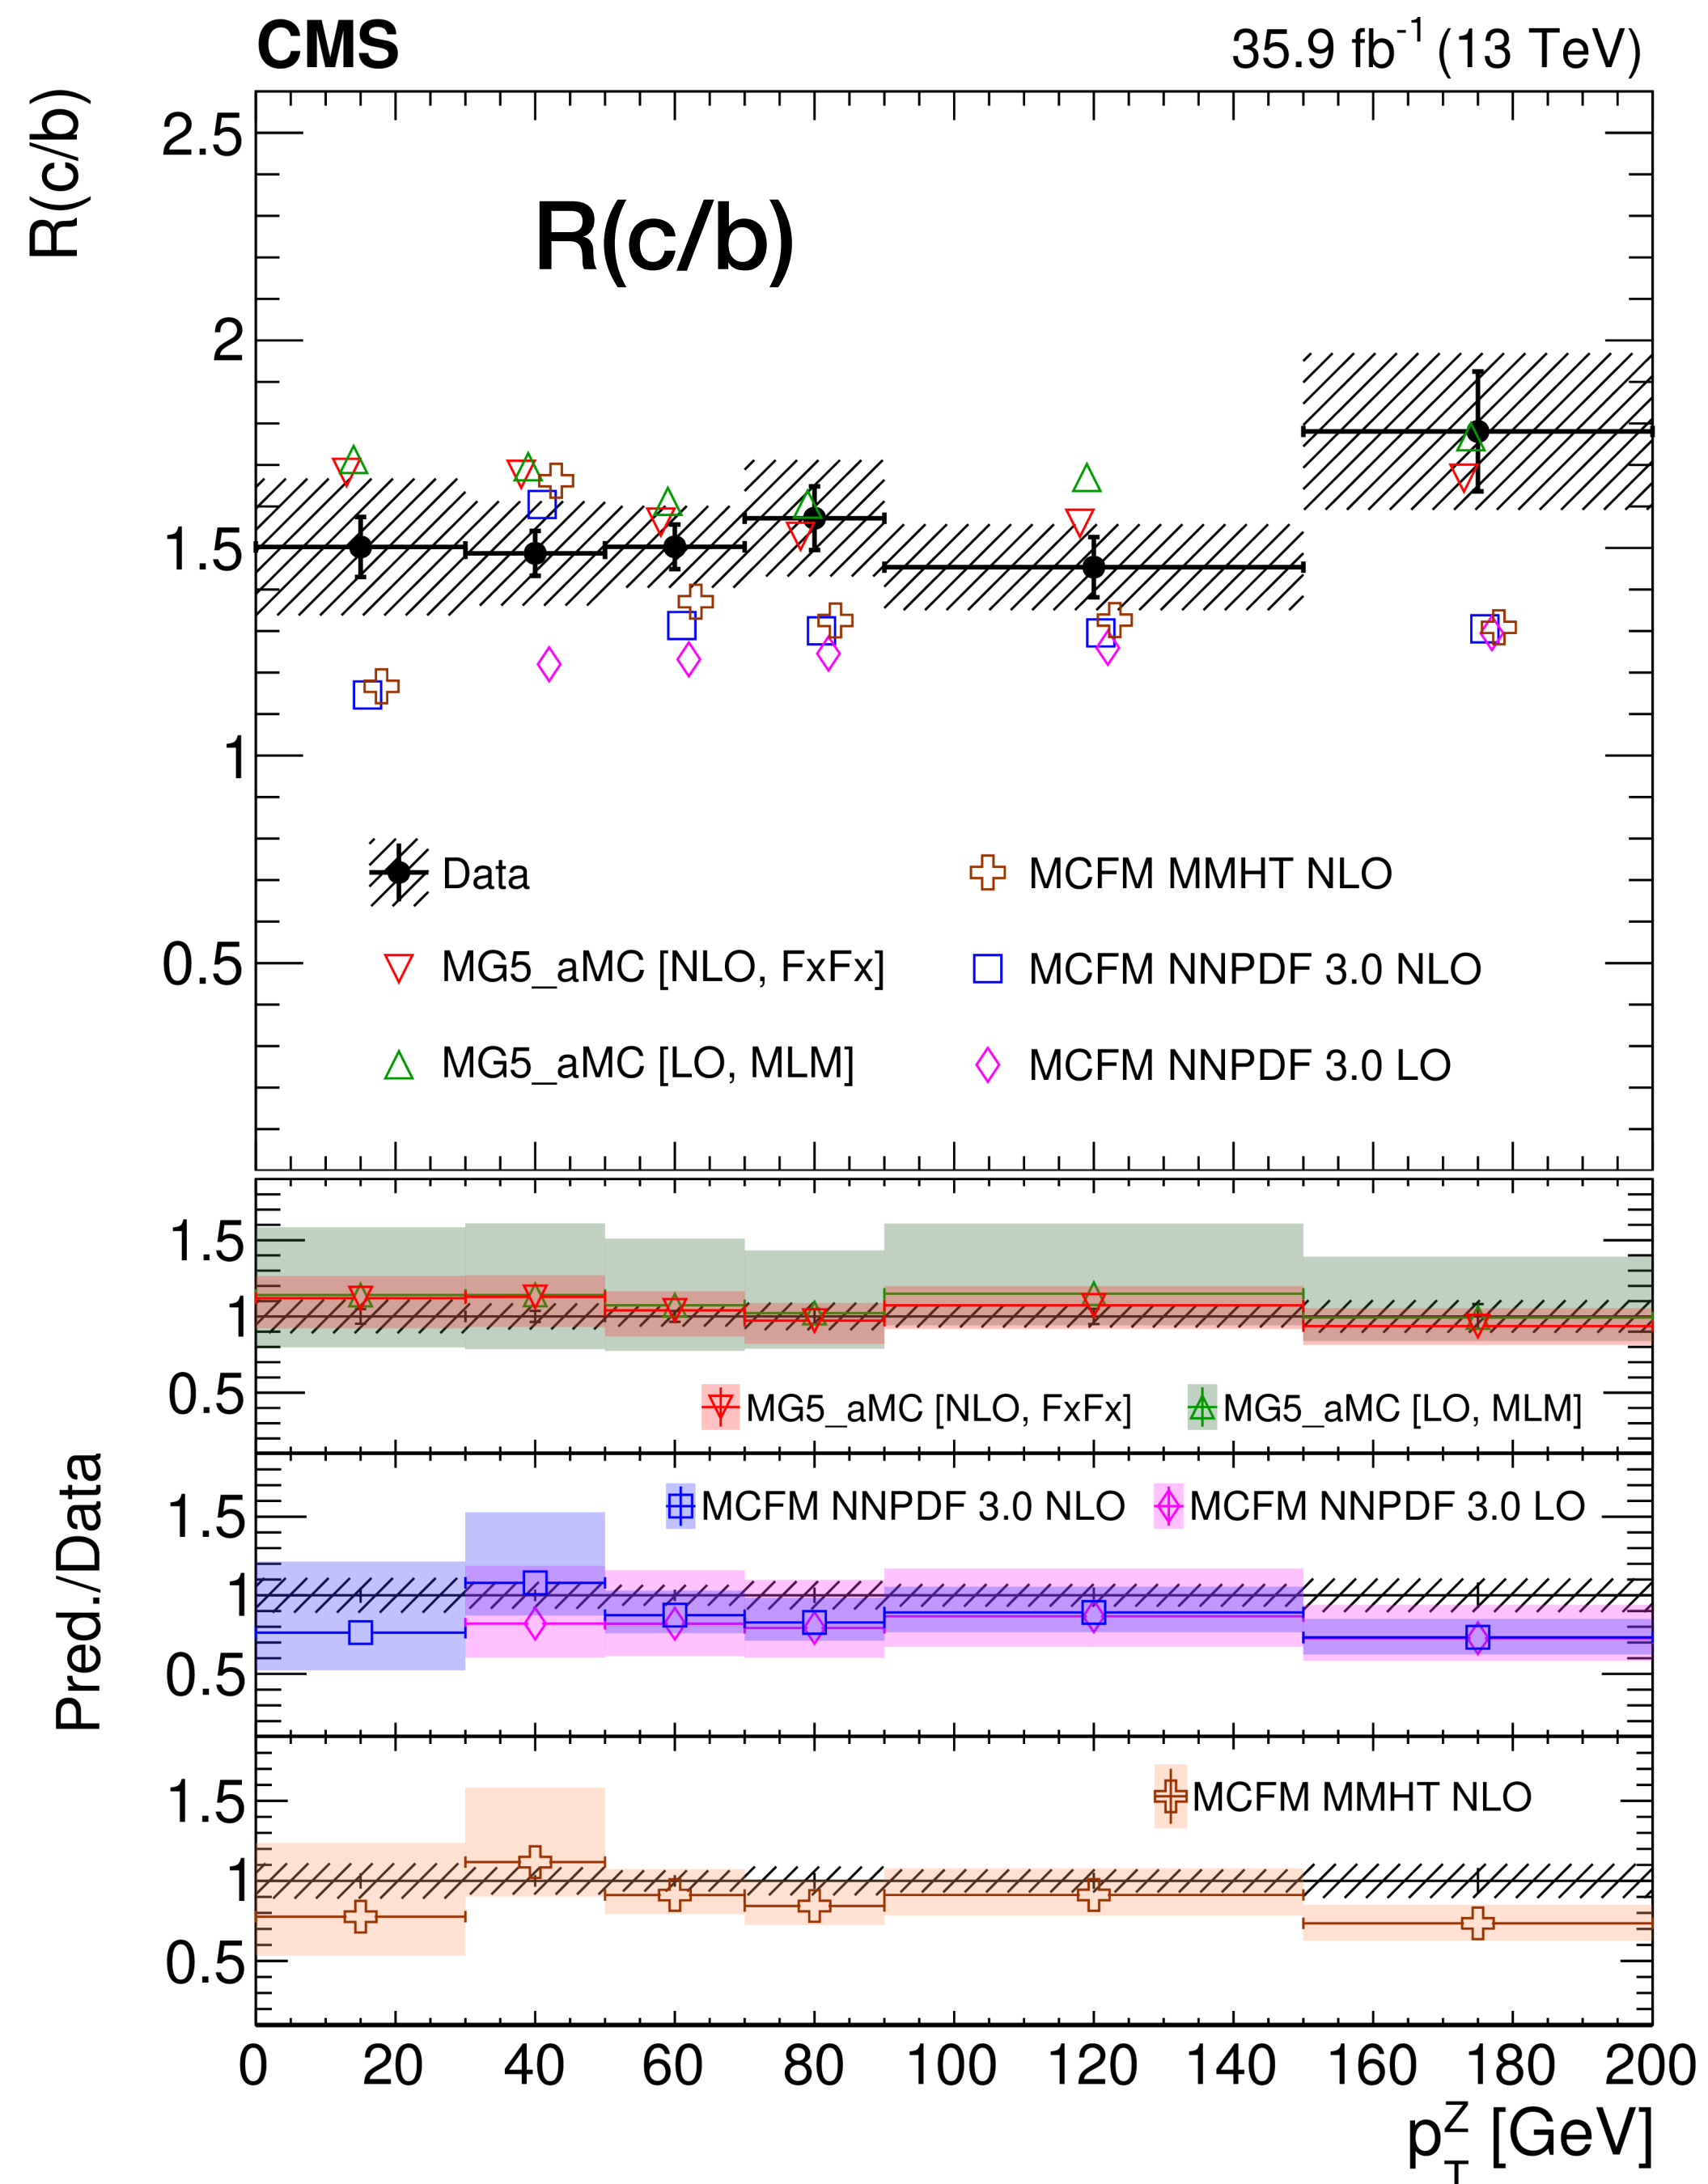 CMS 35.9 fb⁻¹ (13 TeV)
R(c/b)
R(c/b)
2.5
2
1.5
1
0.5
Data
MCFM MMHT NLO
MG5_aMC [NLO, FxFx]
MCFM NNPDF 3.0 NLO
MG5_aMC [LO, MLM]
MCFM NNPDF 3.0 LO
Pred./Data
1.5
1
0.5
MG5_aMC [NLO, FxFx] MG5_aMC [LO, MLM]
MCFM NNPDF 3.0 NLO MCFM NNPDF 3.0 LO
1.5
1
0.5
MCFM MMHT NLO
1.5
1
0.5
0 20 40 60 80 100 120 140 160 180 200
p_T^Z [GeV]